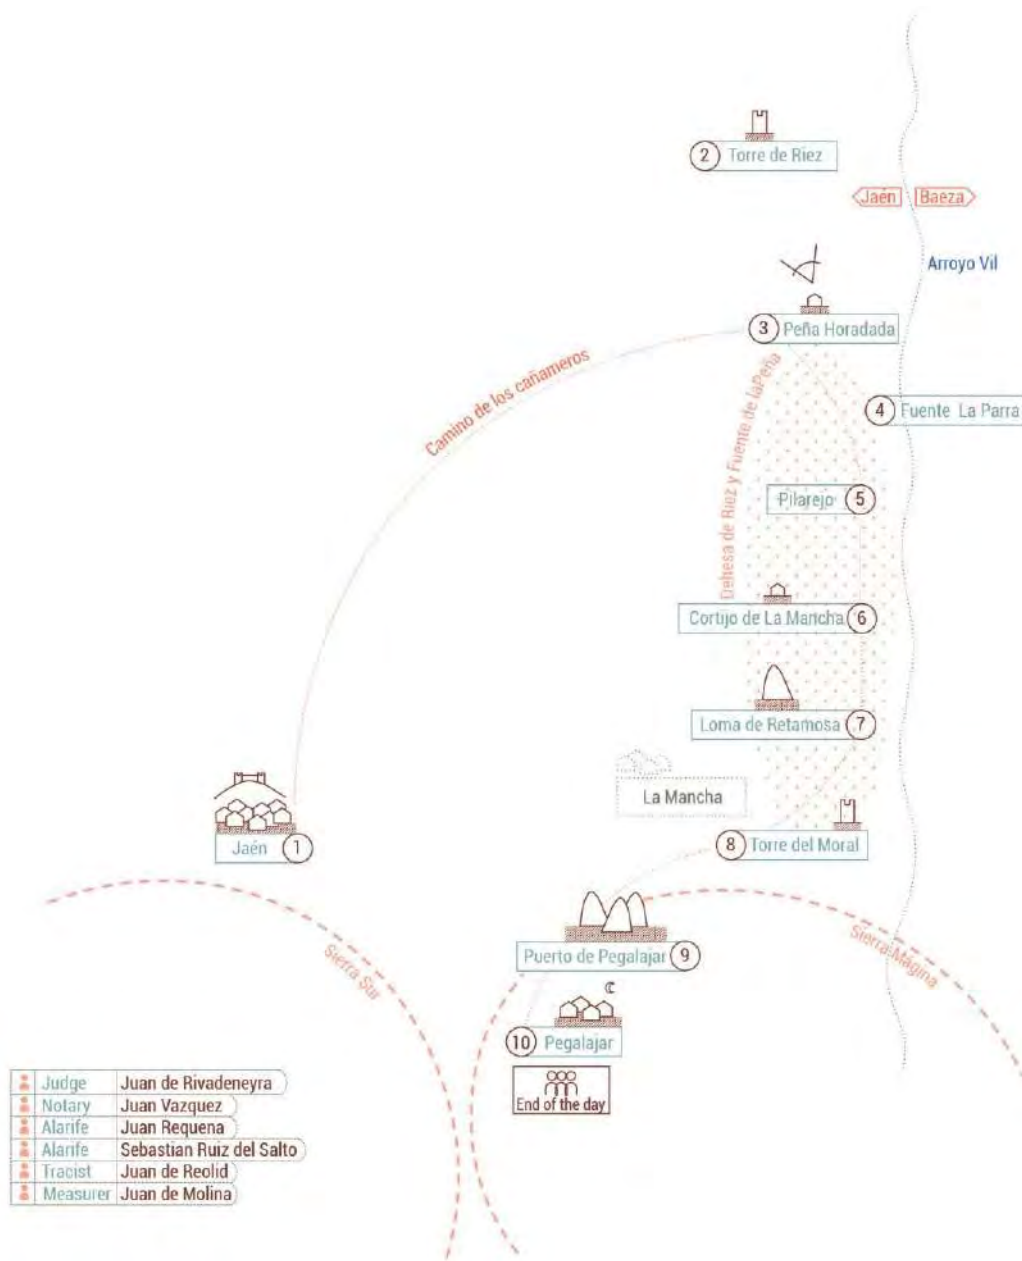 2 Torre de Riez
Jaén Baeza
Arroyo Vil
3 Peña Horadada
Camino de los cañameros
Dehesa de Riez y Fuente de laPeña
4 Fuente La Parra
Pilarejo 5
Cortijo de La Mancha 6
Loma de Retamosa 7
La Mancha
Jaén 1
8 Torre del Moral
Sierra Sur
Sierra Mágina
Puerto de Pegalajar 9
10 Pegalajar
End of the day
Judge Juan de Rivadeneyra
Notary Juan Vazquez
Alarife Juan Requena
Alarife Sebastian Ruiz del Salto
Tracist Juan de Reolid
Measurer Juan de Molina